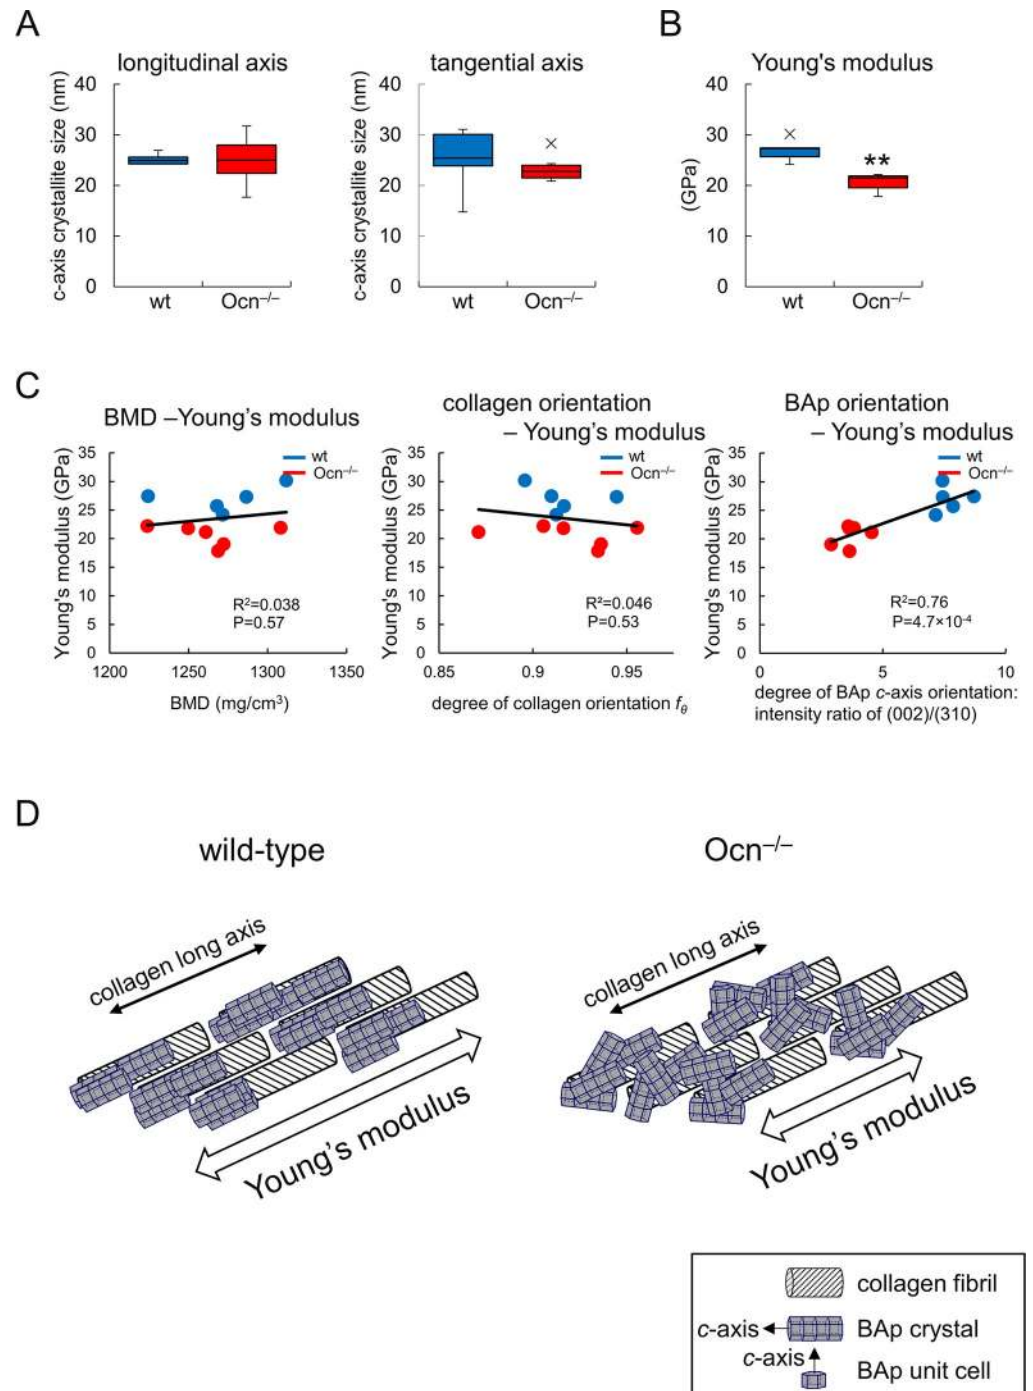 A
longitudinal axis
c-axis crystallite size (nm)
40
30
20
10
0
wt
Ocn⁻/⁻
tangential axis
c-axis crystallite size (nm)
40
30
20
10
0
wt
Ocn⁻/⁻
B
Young's modulus
(GPa)
40
30
20
10
0
**
wt
Ocn⁻/⁻
C
BMD –Young's modulus
Young's modulus (GPa)
35
30
25
20
15
10
5
0
wt
Ocn⁻/⁻
R²=0.038
P=0.57
1200
1250
1300
1350
BMD (mg/cm³)
collagen orientation
– Young's modulus
Young's modulus (GPa)
35
30
25
20
15
10
5
0
wt
Ocn⁻/⁻
R²=0.046
P=0.53
0.85
0.9
0.95
degree of collagen orientation fθ
BAp orientation
– Young's modulus
Young's modulus (GPa)
35
30
25
20
15
10
5
0
wt
Ocn⁻/⁻
R²=0.76
P=4.7×10⁻⁴
0
5
10
degree of BAp c-axis orientation:
intensity ratio of (002)/(310)
D
wild-type
collagen long axis
Young's modulus
Ocn⁻/⁻
collagen long axis
Young's modulus
collagen fibril
c-axis
BAp crystal
c-axis
BAp unit cell